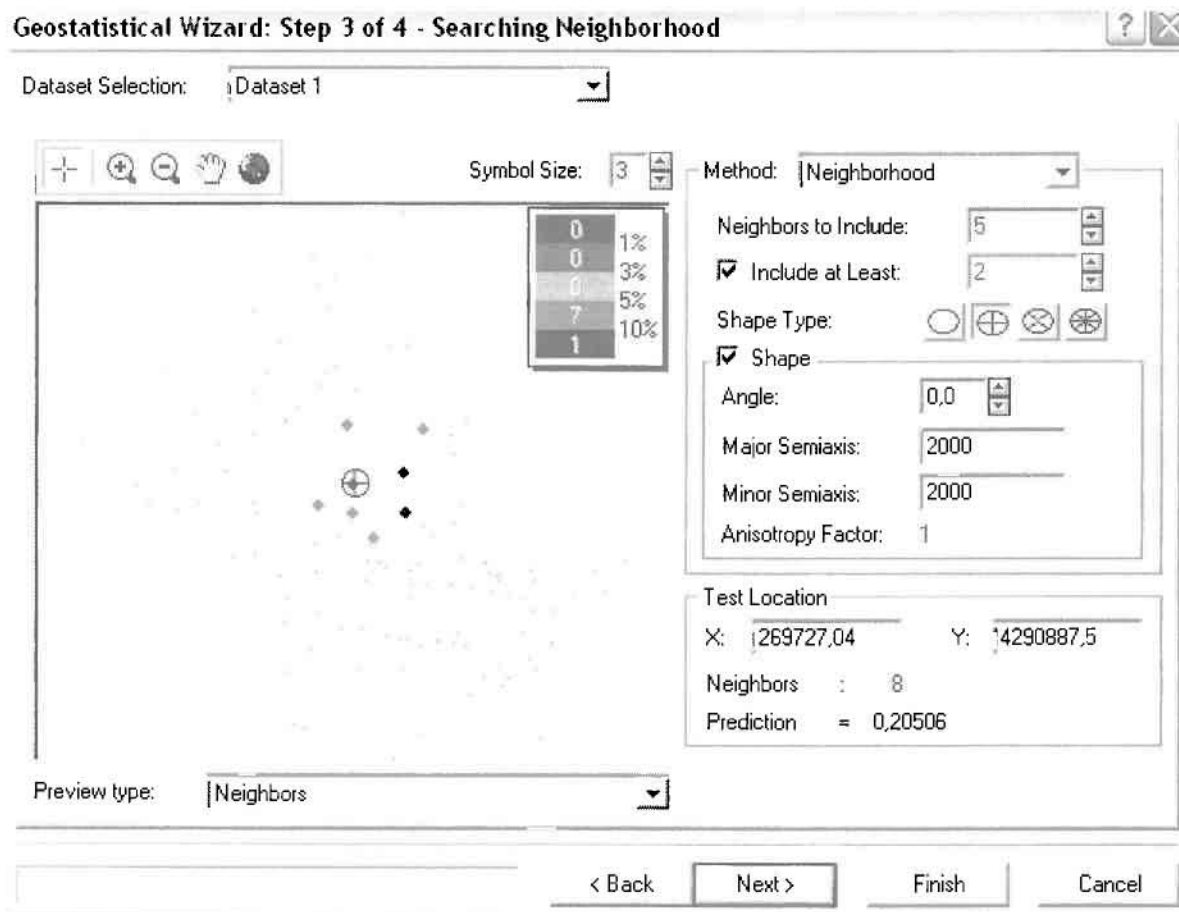 Geostatistical Wizard: Step 3 of 4 - Searching Neighborhood
Dataset Selection: Dataset 1
Symbol Size: 3
0
0
0
7
1
1%
3%
5%
10%
Method: Neighborhood
Neighbors to Include: 5
Include at Least: 2
Shape Type:
Shape
Angle: 0,0
Major Semiaxis: 2000
Minor Semiaxis: 2000
Anisotropy Factor: 1
Test Location
X: 269727,04 Y: 4290887,5
Neighbors : 8
Prediction = 0,20506
Preview type: Neighbors
< Back Next > Finish Cancel